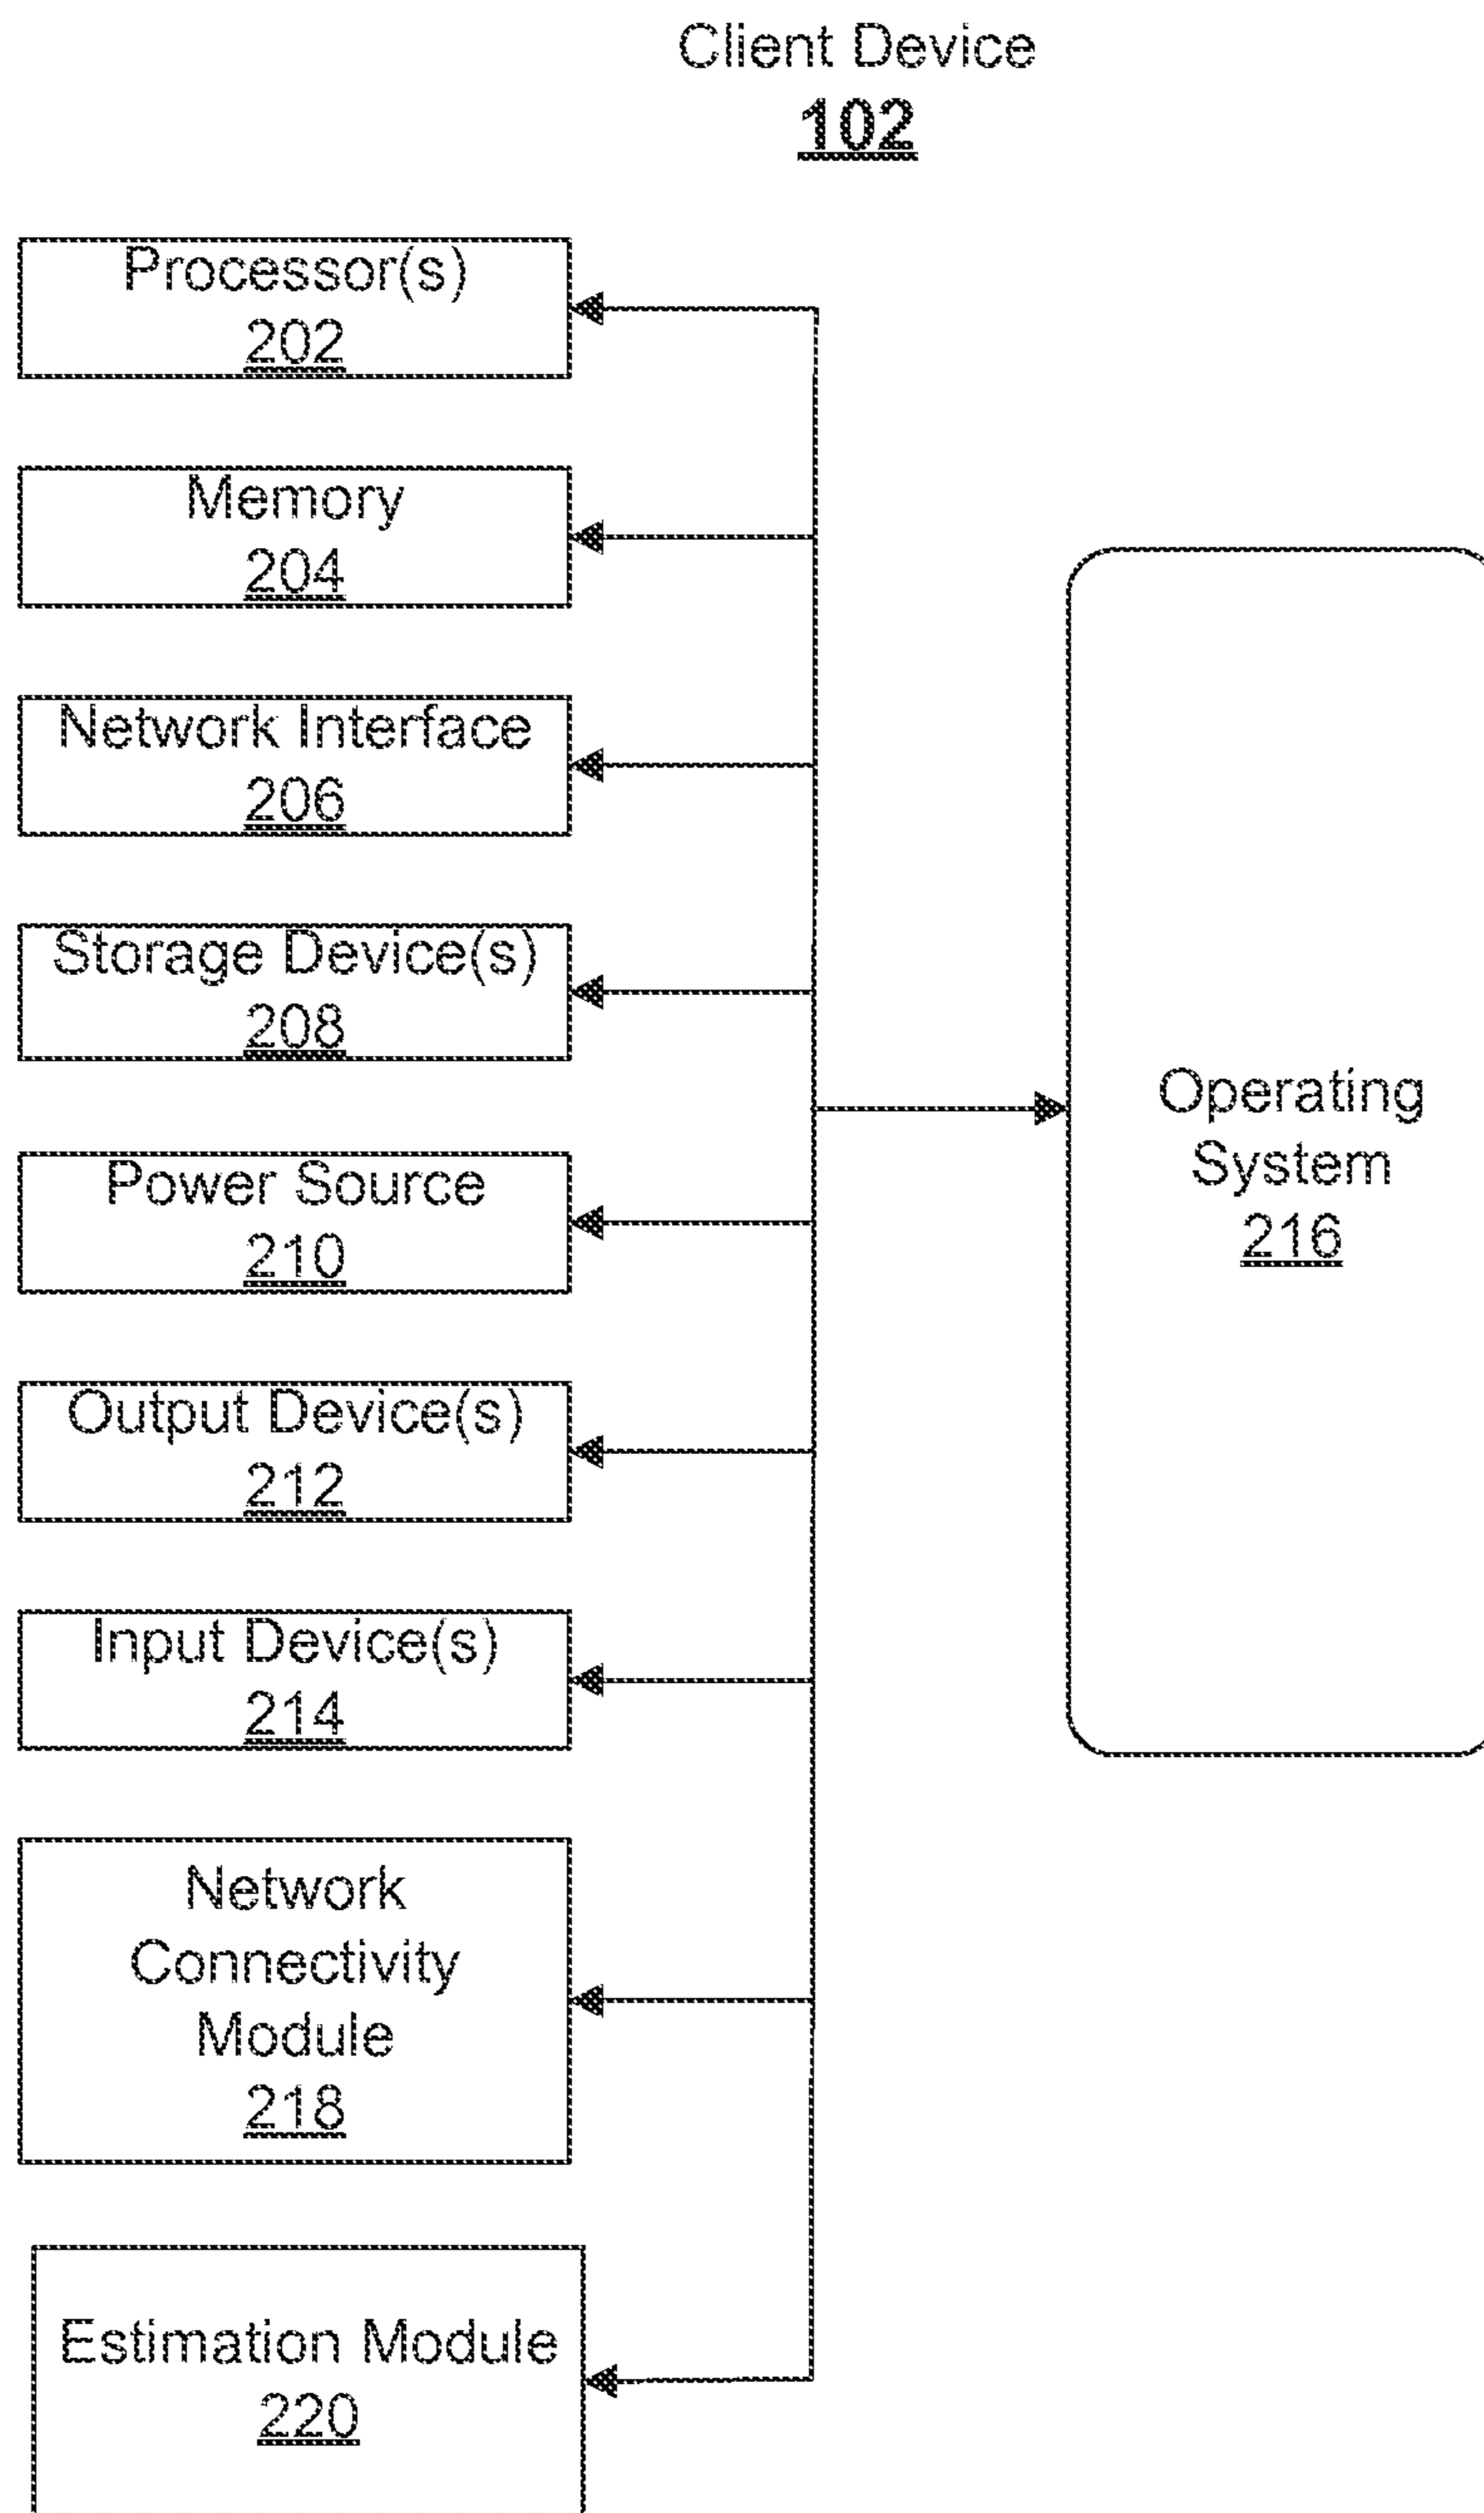 Client Device
102
Processor(s)
202
Memory
204
Network Interface
206
Storage Device(s)
208
Power Source
210
Output Device(s)
212
Input Device(s)
214
Network
Connectivity
Module
218
Estimation Module
220
Operating
System
216